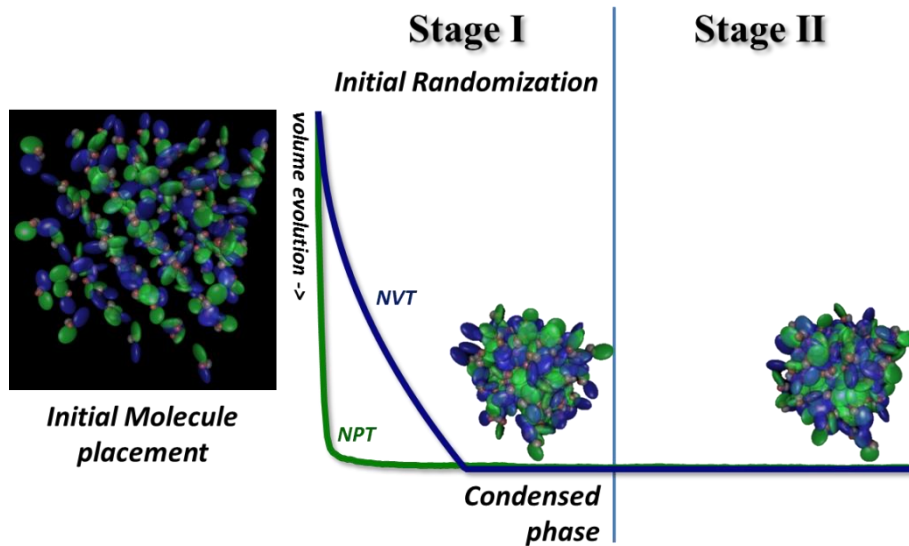 Stage I
Stage II
Initial Randomization
volume evolution ->
NVT
NPT
Initial Molecule
placement
Condensed
phase